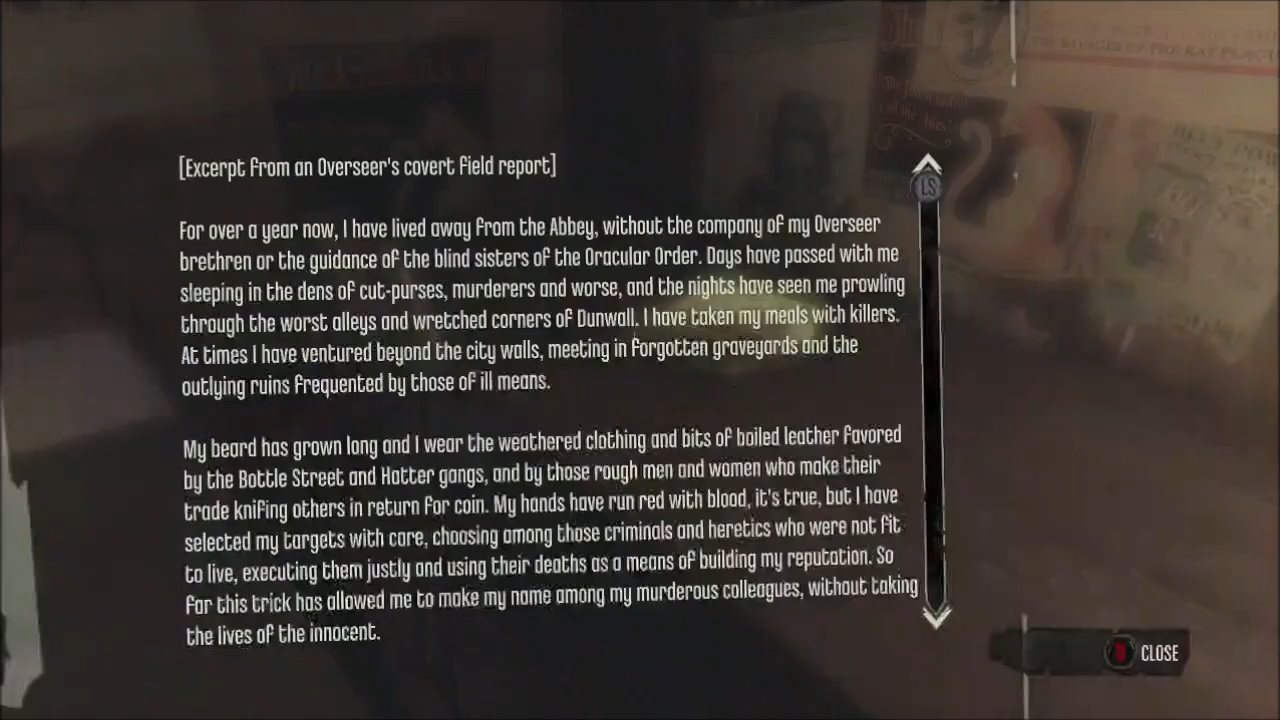 THE RAVAGES OF THE RAT PLAGUE
[Excerpt from an Overseer's covert field report]
LS
For over a year now, I have lived away from the Abbey, without the company of my Overseer
brethren or the guidance of the blind sisters of the Oracular Order. Days have passed with me
sleeping in the dens of cut-purses, murderers and worse, and the nights have seen me prowling
through the worst alleys and wretched corners of Dunwall. I have taken my meals with killers.
At times I have ventured beyond the city walls, meeting in forgotten graveyards and the
outlying ruins frequented by those of ill means.
My beard has grown long and I wear the weathered clothing and bits of boiled leather favored
by the Bottle Street and Hatter gangs, and by those rough men and women who make their
trade knifing others in return for coin. My hands have run red with blood, it's true, but I have
selected my targets with care, choosing among those criminals and heretics who were not fit
to live, executing them justly and using their deaths as a means of building my reputation. So
far this trick has allowed me to make my name among my murderous colleagues, without taking
the lives of the innocent.
CLOSE